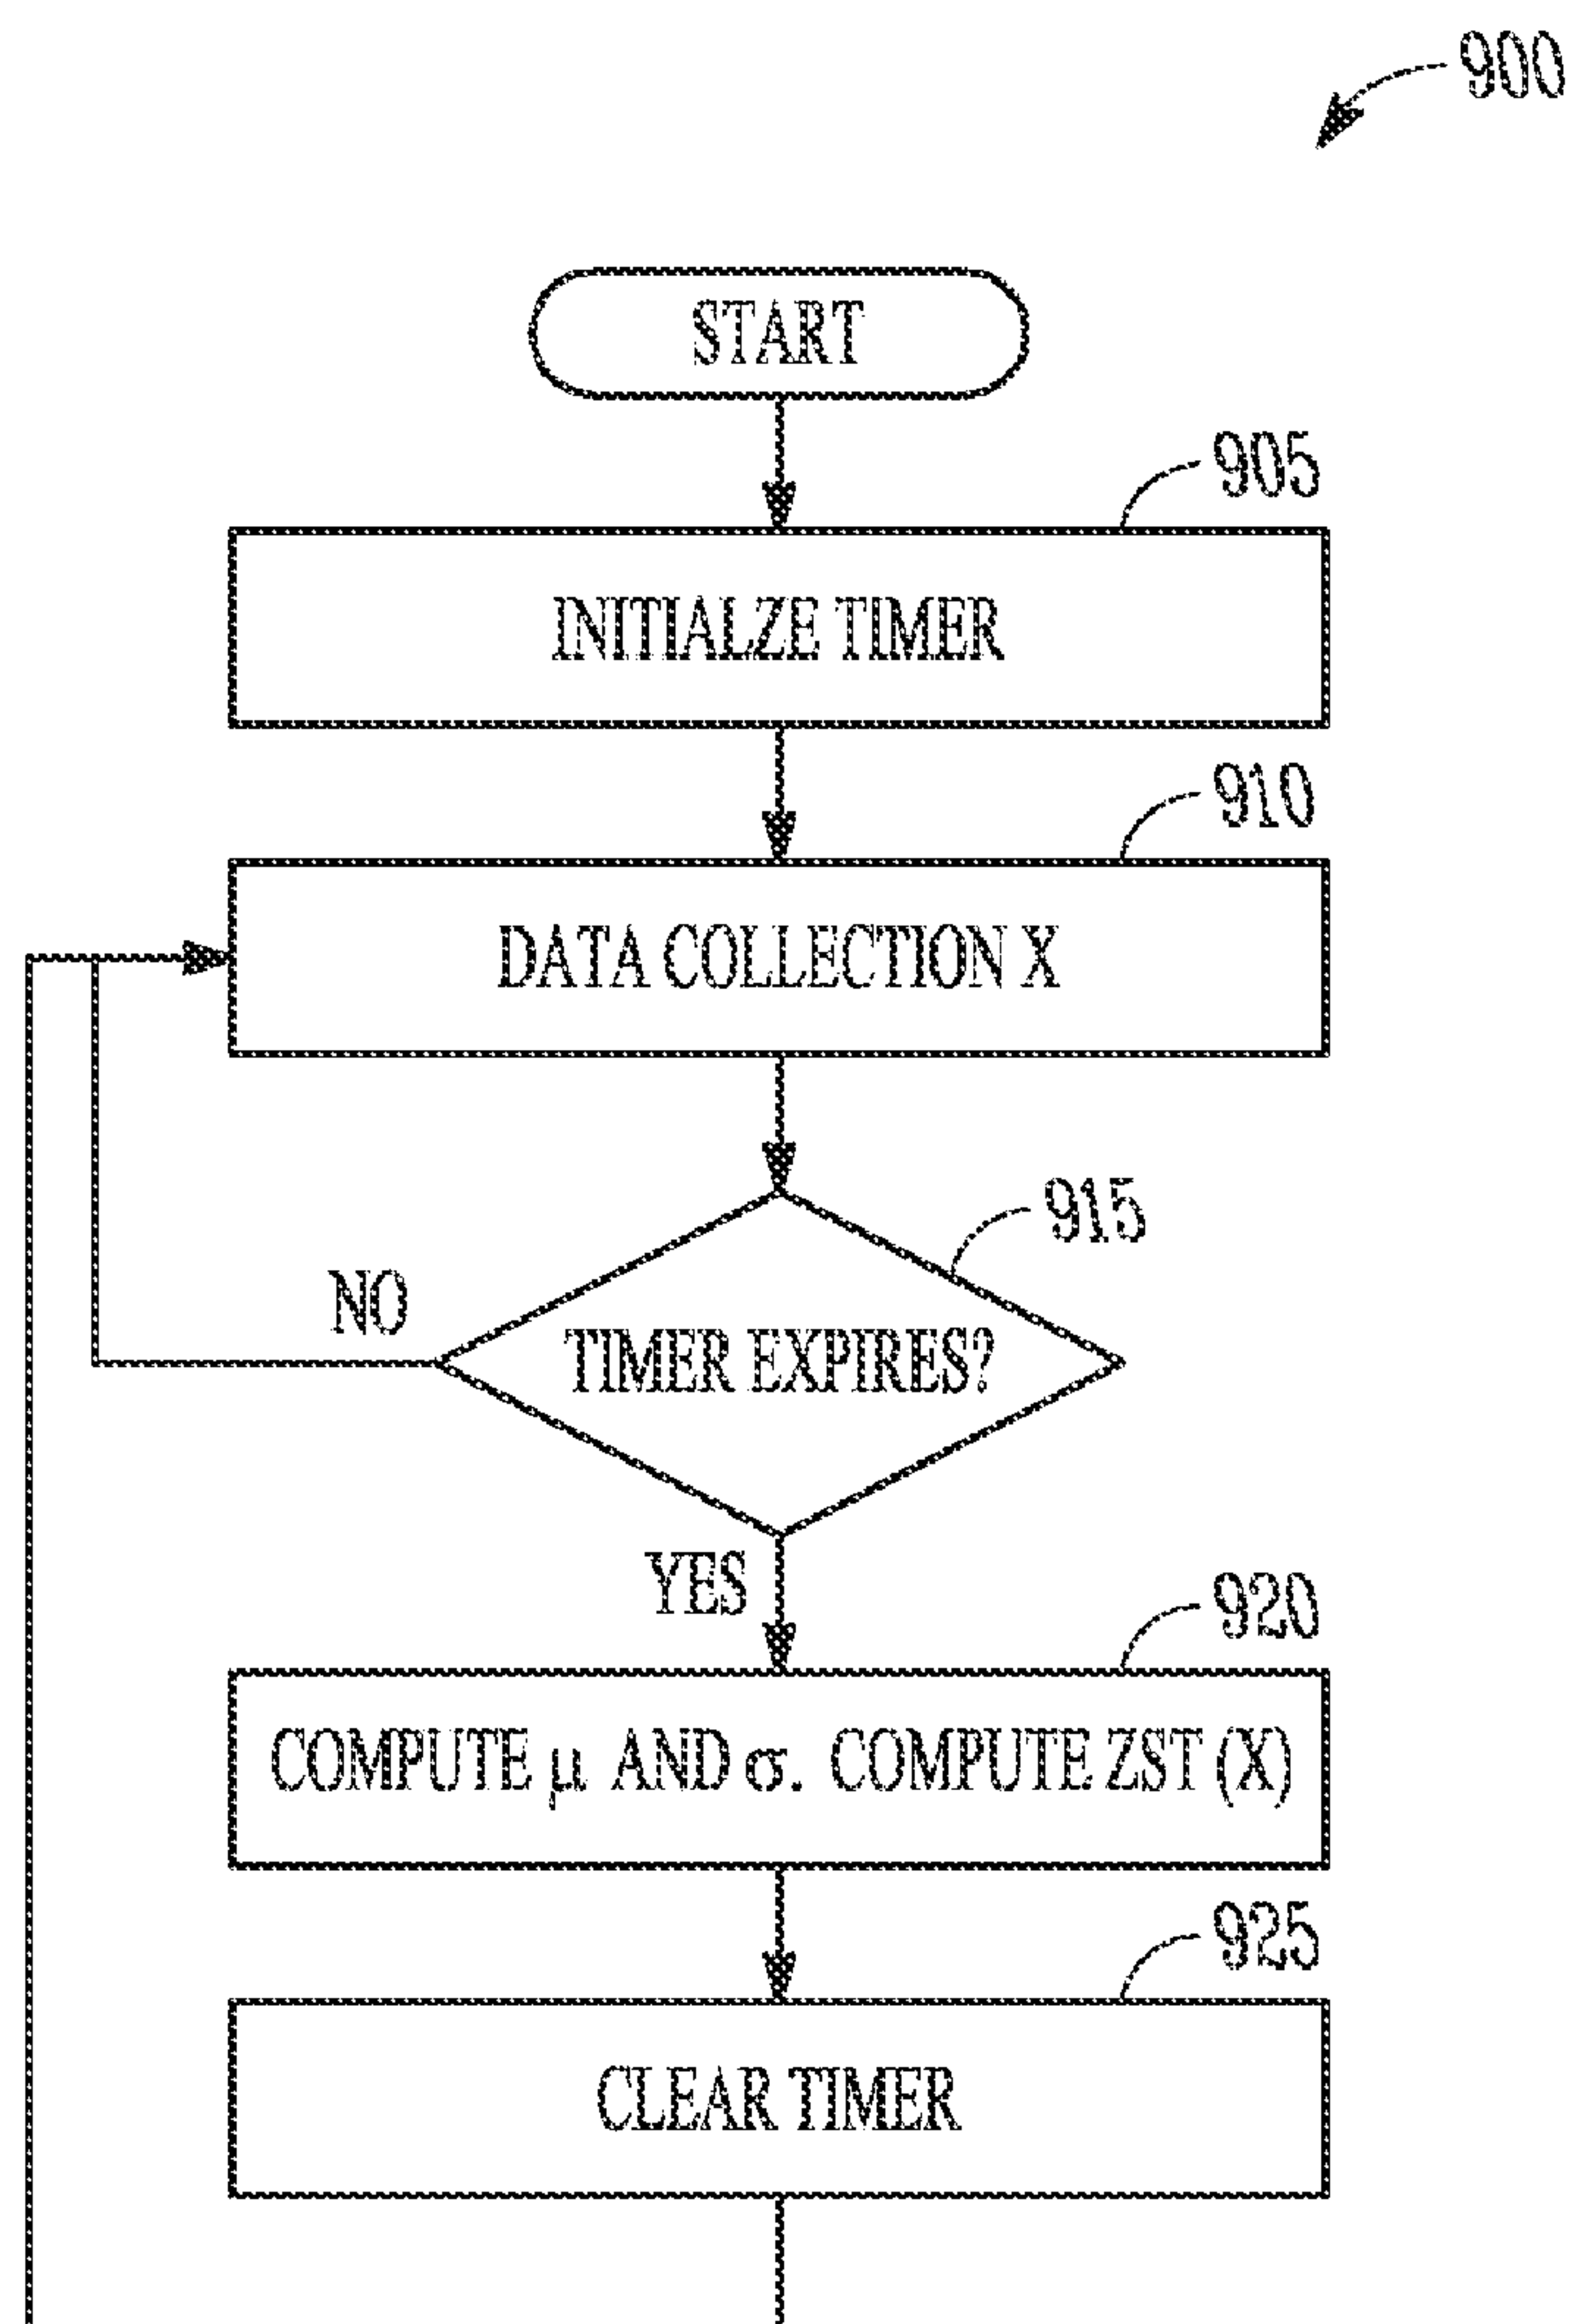 900
START
905
INITIALZE TIMER
910
DATA COLLECTION X
915
NO
TIMER EXPIRES?
YES
920
COMPUTE μ AND σ. COMPUTE ZST (X)
925
CLEAR TIMER